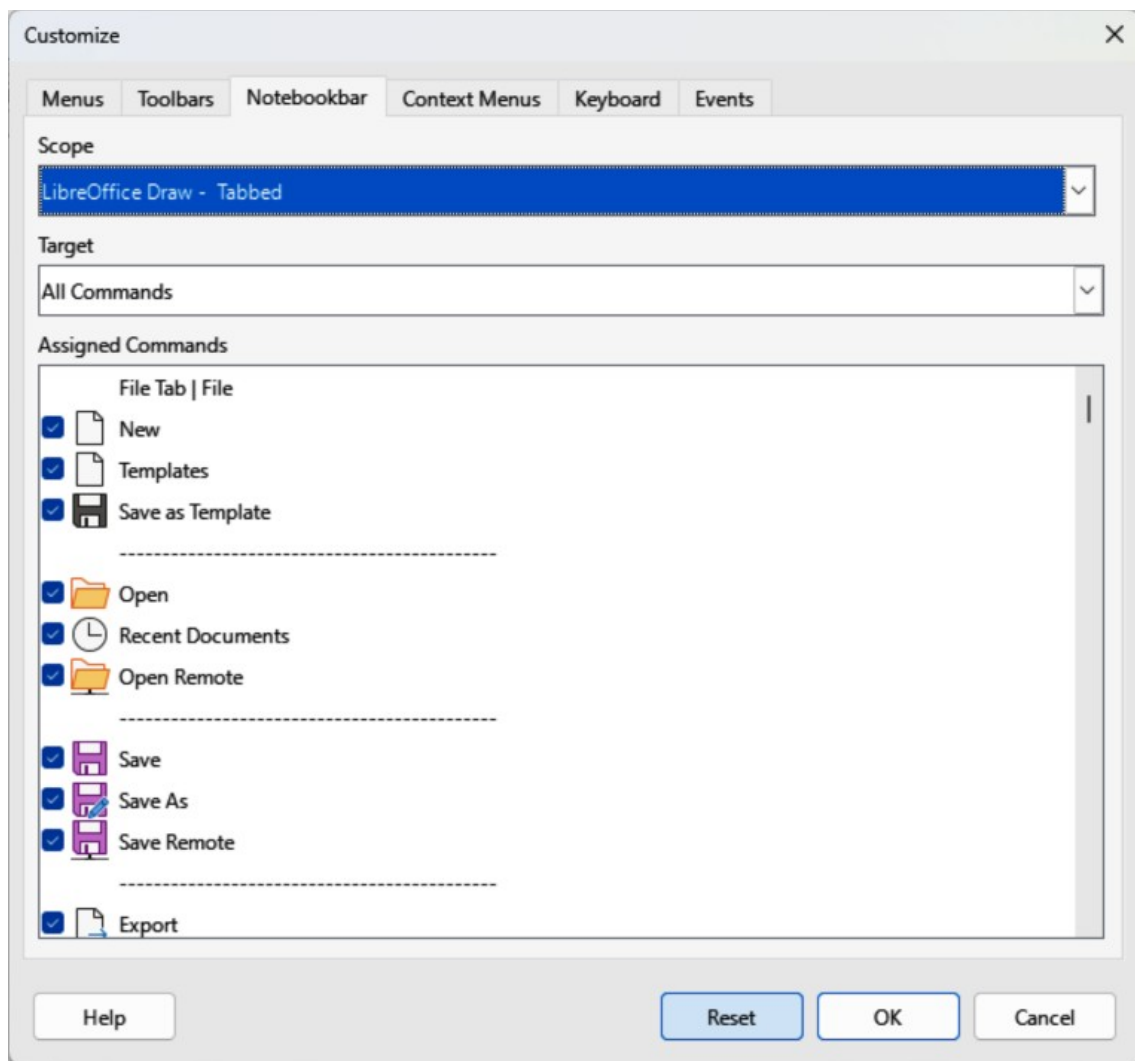 Customize
Menus Toolbars Notebookbar Context Menus Keyboard Events
Scope
LibreOffice Draw -  Tabbed
Target
All Commands
Assigned Commands
File Tab | File
New
Templates
Save as Template
--------------------------------------------
Open
Recent Documents
Open Remote
--------------------------------------------
Save
Save As
Save Remote
--------------------------------------------
Export
Help Reset OK Cancel